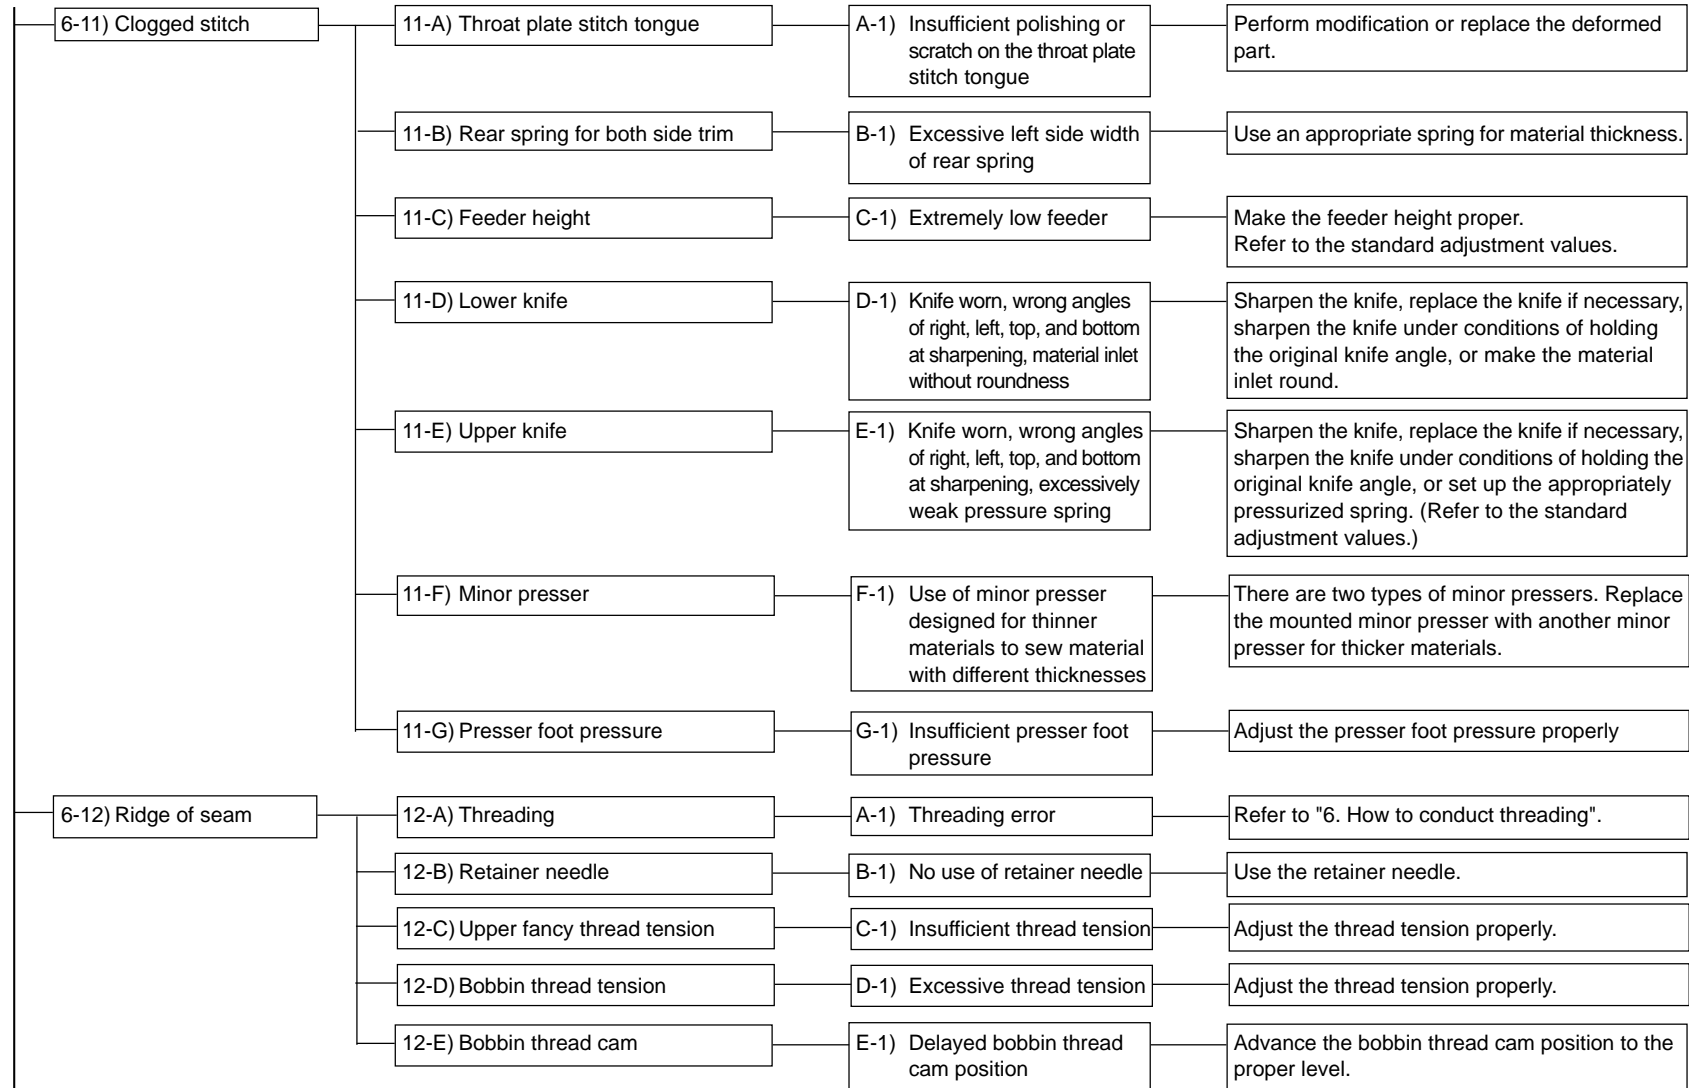 6-11) Clogged stitch
11-A) Throat plate stitch tongue
A-1) Insufficient polishing or
scratch on the throat plate
stitch tongue
Perform modification or replace the deformed
part.
11-B) Rear spring for both side trim
B-1) Excessive left side width
of rear spring
Use an appropriate spring for material thickness.
11-C) Feeder height
C-1) Extremely low feeder
Make the feeder height proper.
Refer to the standard adjustment values.
11-D) Lower knife
D-1) Knife worn, wrong angles
of right, left, top, and bottom
at sharpening, material inlet
without roundness
Sharpen the knife, replace the knife if necessary,
sharpen the knife under conditions of holding
the original knife angle, or make the material
inlet round.
11-E) Upper knife
E-1) Knife worn, wrong angles
of right, left, top, and bottom
at sharpening, excessively
weak pressure spring
Sharpen the knife, replace the knife if necessary,
sharpen the knife under conditions of holding the
original knife angle, or set up the appropriately
pressurized spring. (Refer to the standard
adjustment values.)
11-F) Minor presser
F-1) Use of minor presser
designed for thinner
materials to sew material
with different thicknesses
There are two types of minor pressers. Replace
the mounted minor presser with another minor
presser for thicker materials.
11-G) Presser foot pressure
G-1) Insufficient presser foot
pressure
Adjust the presser foot pressure properly
6-12) Ridge of seam
12-A) Threading
A-1) Threading error
Refer to "6. How to conduct threading".
12-B) Retainer needle
B-1) No use of retainer needle
Use the retainer needle.
12-C) Upper fancy thread tension
C-1) Insufficient thread tension
Adjust the thread tension properly.
12-D) Bobbin thread tension
D-1) Excessive thread tension
Adjust the thread tension properly.
12-E) Bobbin thread cam
E-1) Delayed bobbin thread
cam position
Advance the bobbin thread cam position to the
proper level.